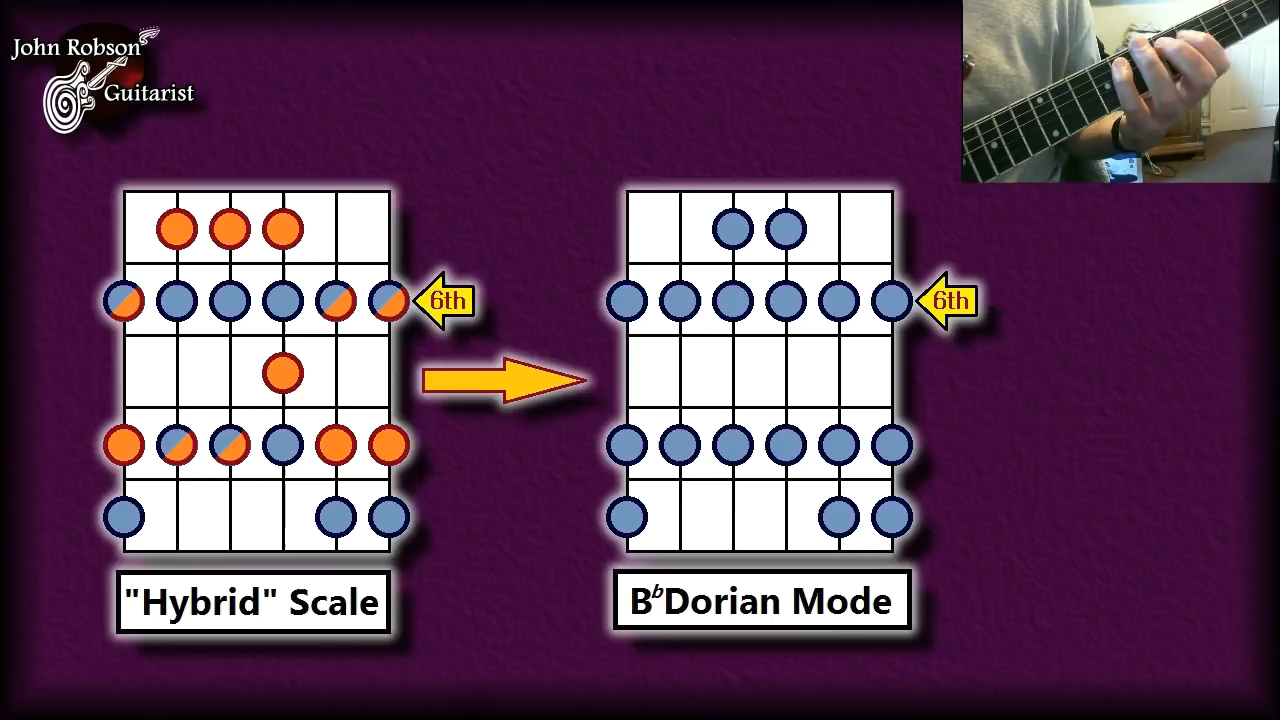 John Robson
Guitarist
6th
6th
"Hybrid" Scale
B♭Dorian Mode